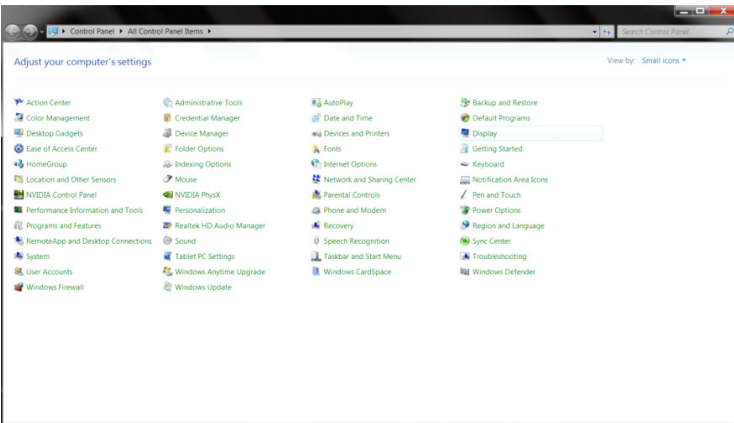 Control Panel All Control Panel Items
Search Control Panel
Adjust your computer's settings
View by: Small icons
Action Center Administrative Tools AutoPlay Backup and Restore
Color Management Credential Manager Date and Time Default Programs
Desktop Gadgets Device Manager Devices and Printers Display
Ease of Access Center Folder Options Fonts Getting Started
HomeGroup Indexing Options Internet Options Keyboard
Location and Other Sensors Mouse Network and Sharing Center Notification Area Icons
NVIDIA Control Panel NVIDIA PhysX Parental Controls Pen and Touch
Performance Information and Tools Personalization Phone and Modem Power Options
Programs and Features Realtek HD Audio Manager Recovery Region and Language
RemoteApp and Desktop Connections Sound Speech Recognition Sync Center
System Tablet PC Settings Taskbar and Start Menu Troubleshooting
User Accounts Windows Anytime Upgrade Windows CardSpace Windows Defender
Windows Firewall Windows Update